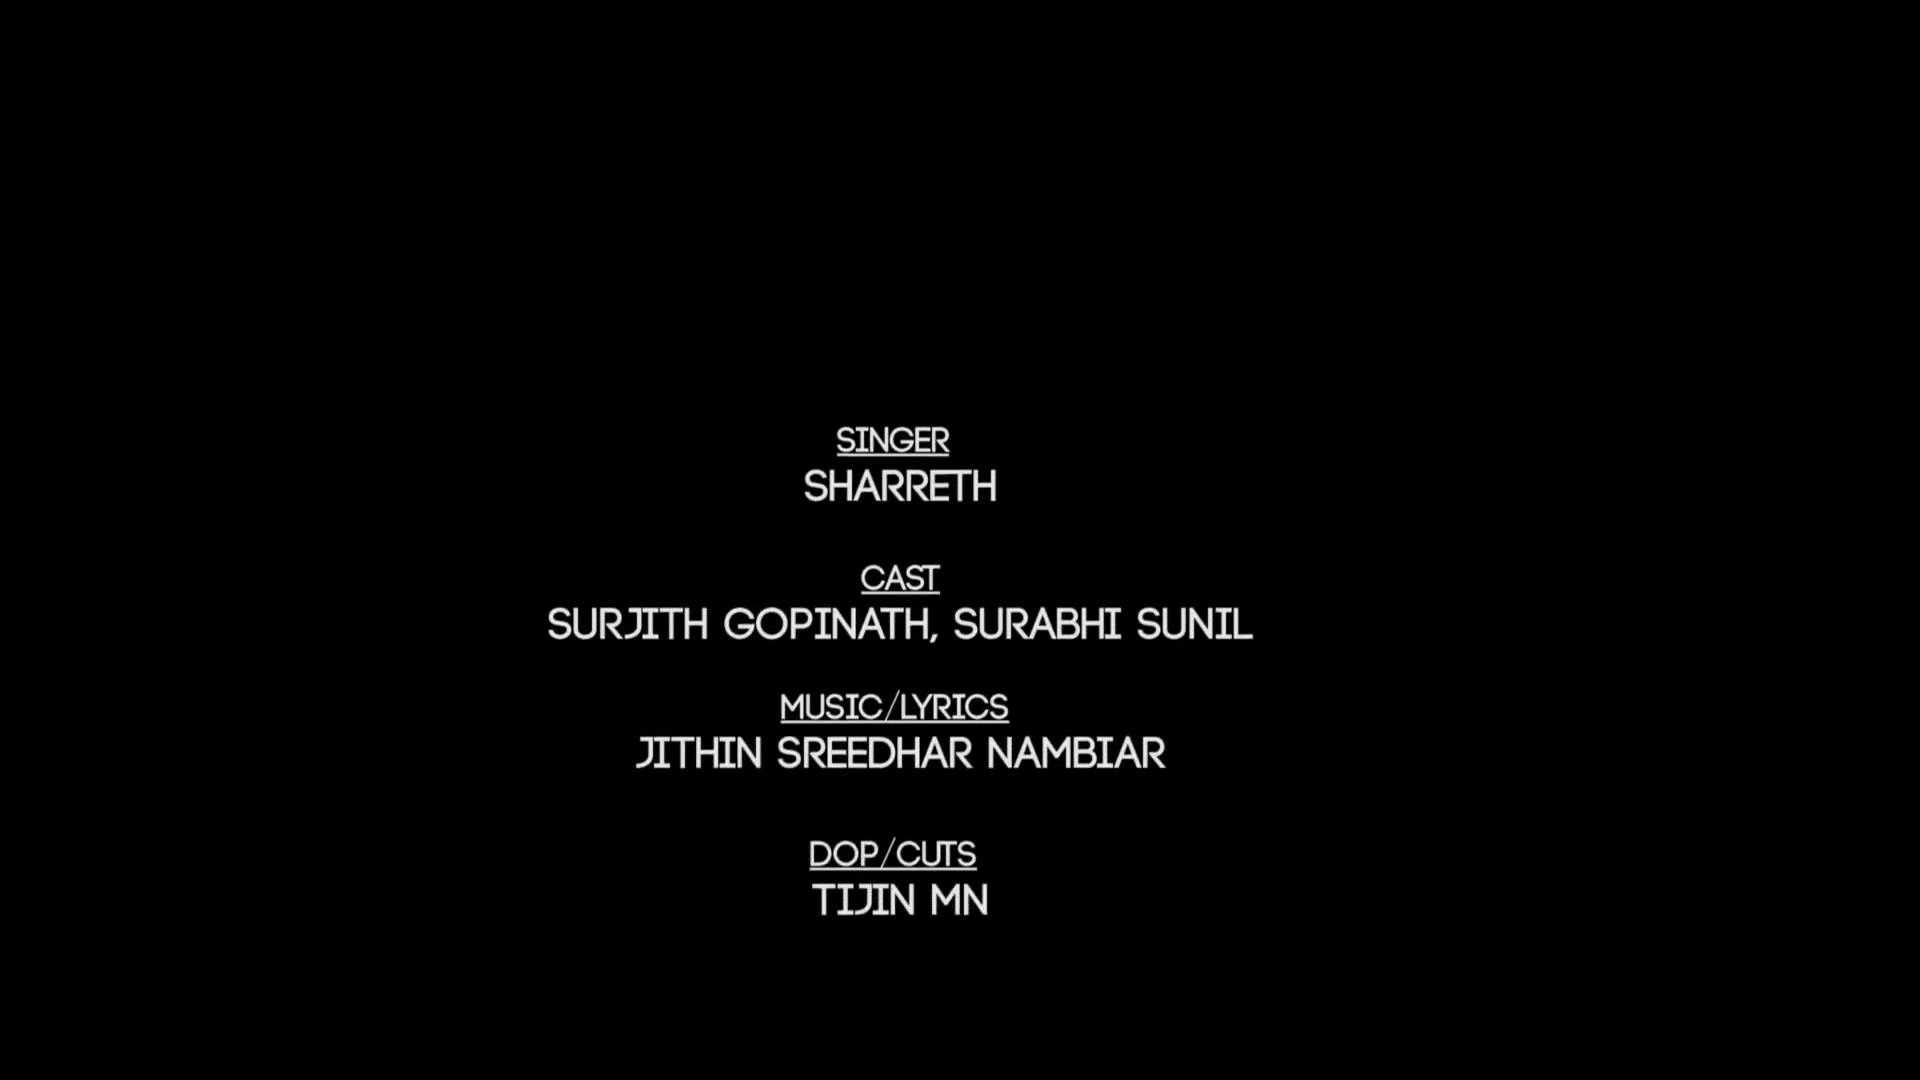 SINGER
SHARRETH
CAST
SURJITH GOPINATH, SURABHI SUNIL
MUSIC/LYRICS
JITHIN SREEDHAR NAMBIAR
DOP/CUTS
TIJIN MN